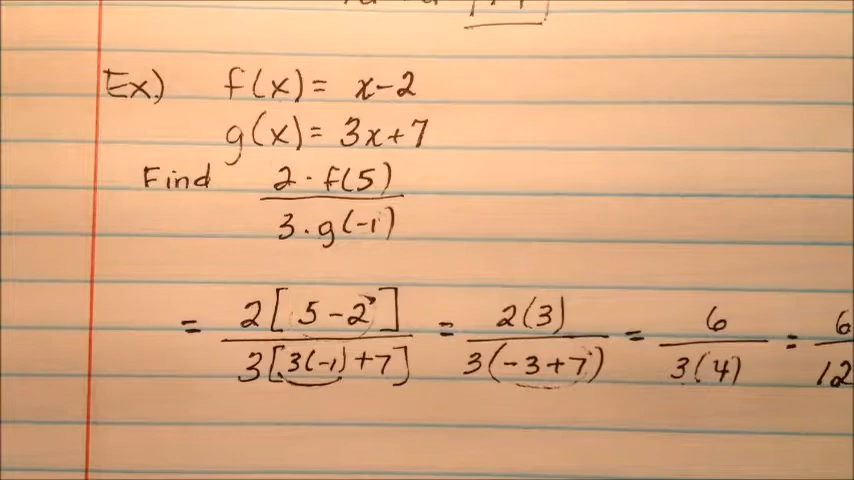 Ex.) f(x) = x-2
g(x) = 3x+7
Find 2 · f(5) / 3 · g(-1)
= 2[5-2] / 3[3(-1)+7] = 2(3) / 3(-3+7) = 6 / 3(4) = 6 / 12